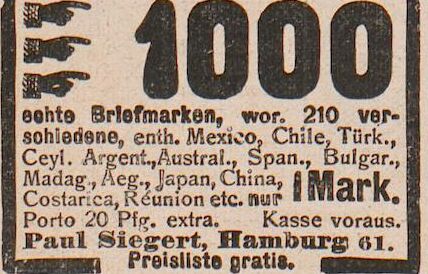 1000
echte Briefmarken, wor. 210 ver-
schiedene, enth. Mexico, Chile, Türk.,
Ceyl. Argent., Austral., Span., Bulgar.,
Madag., Aeg., Japan, China,
Costarica, Réunion etc. nur 1 Mark.
Porto 20 Pfg. extra. Kasse voraus.
Paul Siegert, Hamburg 61.
Preisliste gratis.